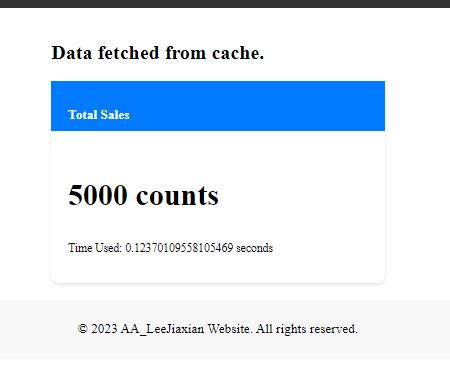 Data fetched from cache.
Total Sales
5000 counts
Time Used: 0.12370109558105469 seconds
© 2023 AA_LeeJiaxian Website. All rights reserved.